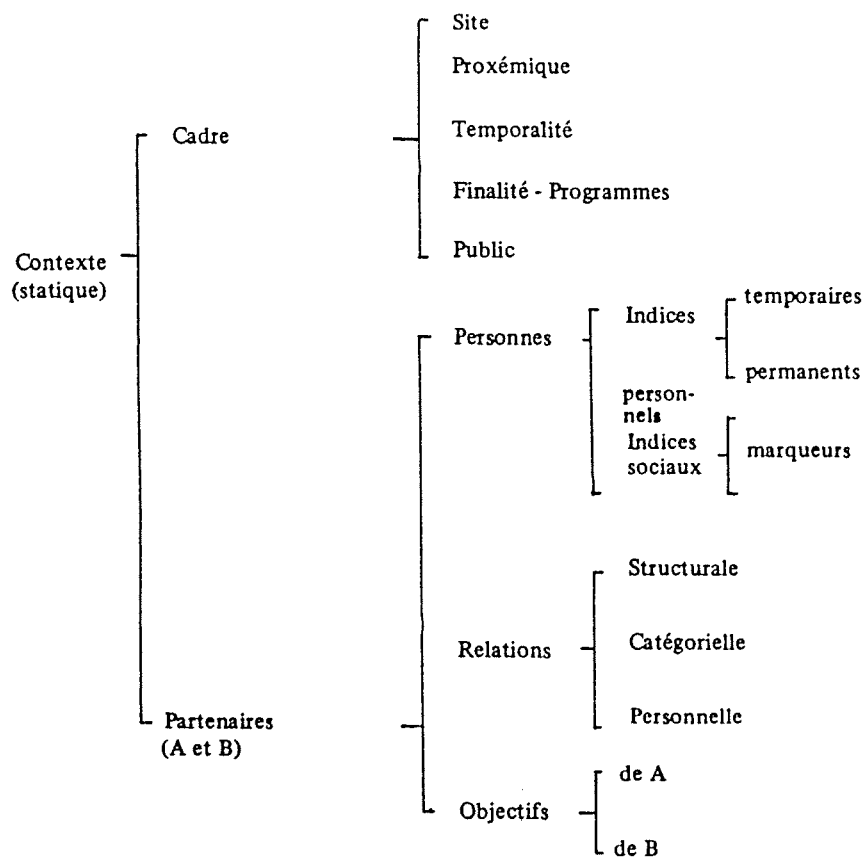 Site
Proxémique
Cadre
Temporalité
Finalité - Programmes
Public
Contexte
(statique)
Personnes
Indices
temporaires
permanents
person-
nels
Indices
sociaux
marqueurs
Structurale
Relations
Catégorielle
Personnelle
Partenaires
(A et B)
de A
Objectifs
de B